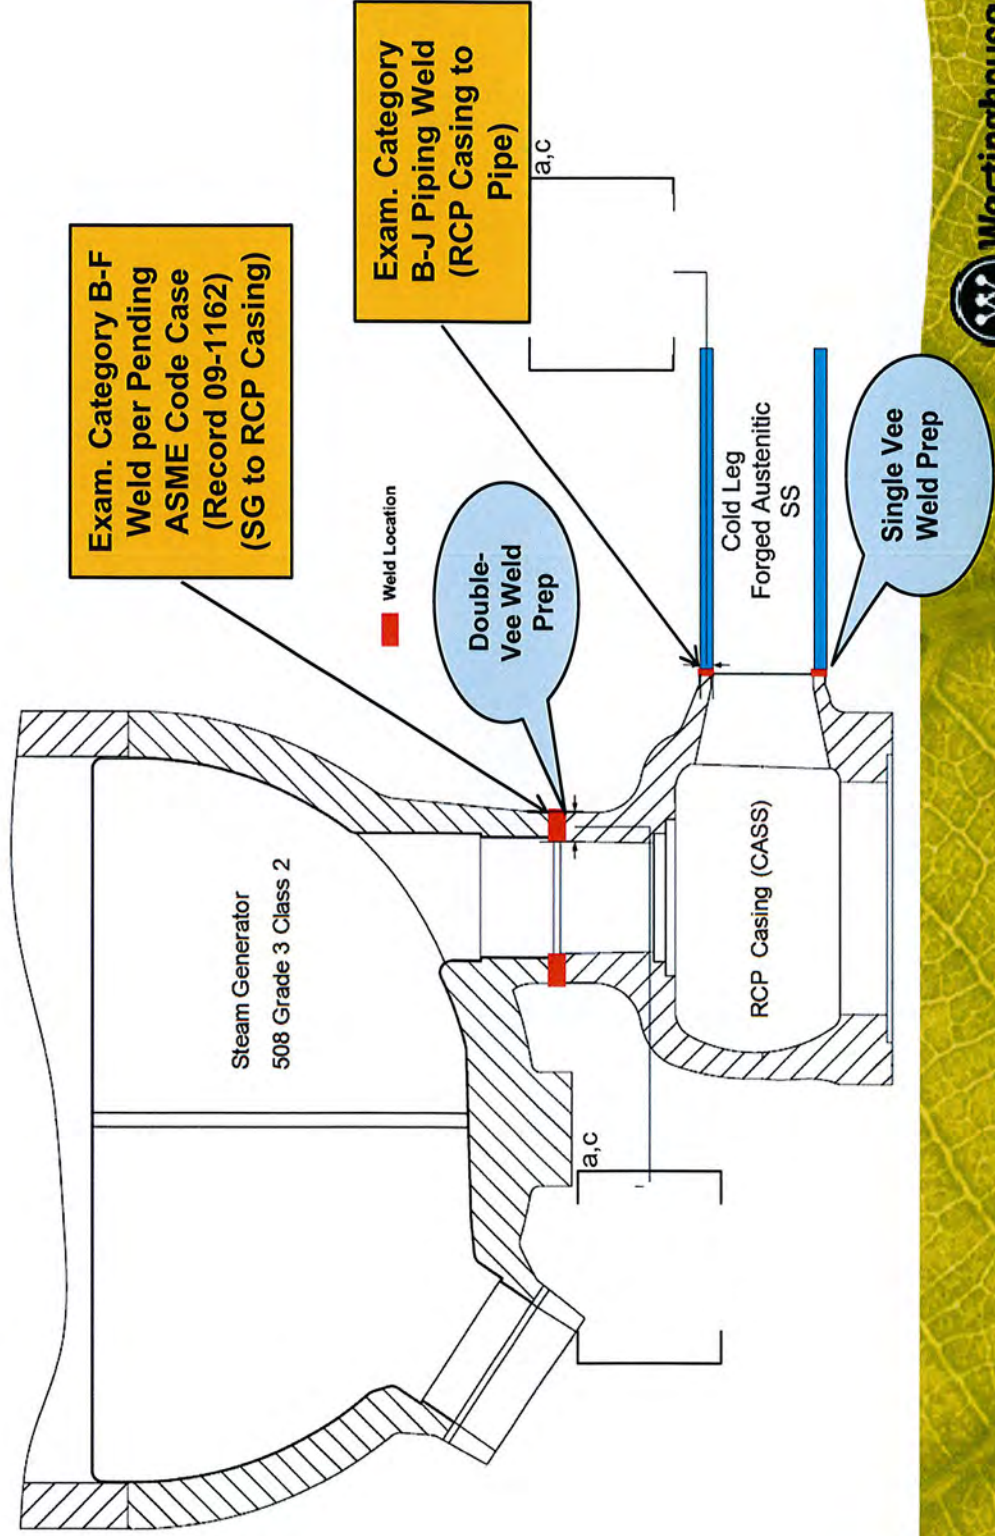 Exam. Category B-F
Weld per Pending
ASME Code Case
(Record 09-1162)
(SG to RCP Casing)
Exam. Category
B-J Piping Weld
(RCP Casing to
Pipe)
a,c
Weld Location
Double-
Vee Weld
Prep
Steam Generator
508 Grade 3 Class 2
Cold Leg
Forged Austenitic
SS
Single Vee
Weld Prep
RCP Casing (CASS)
a,c
Westinghouse